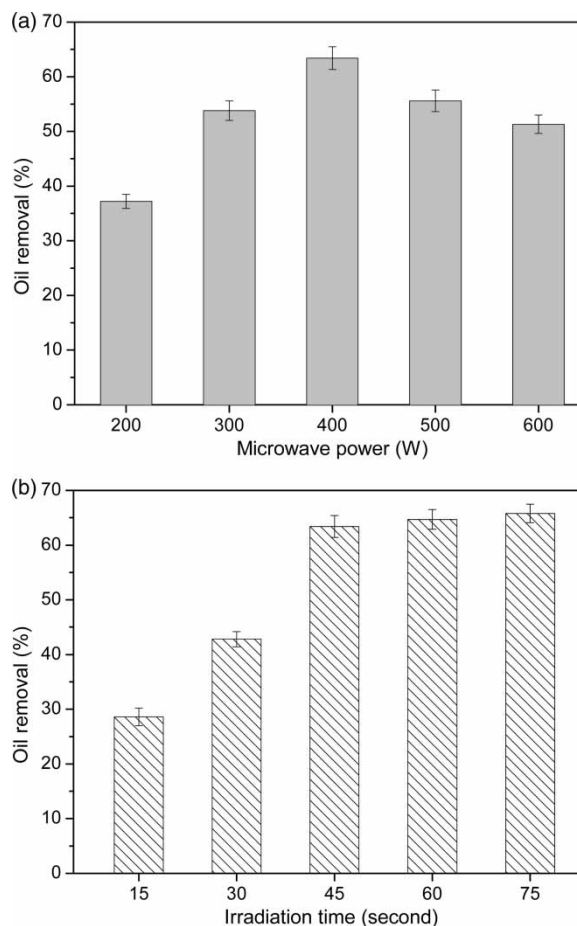 (a)
70
60
50
40
30
20
10
0
Oil removal (%)
200 300 400 500 600
Microwave power (W)
(b)
70
60
50
40
30
20
10
0
Oil removal (%)
15 30 45 60 75
Irradiation time (second)